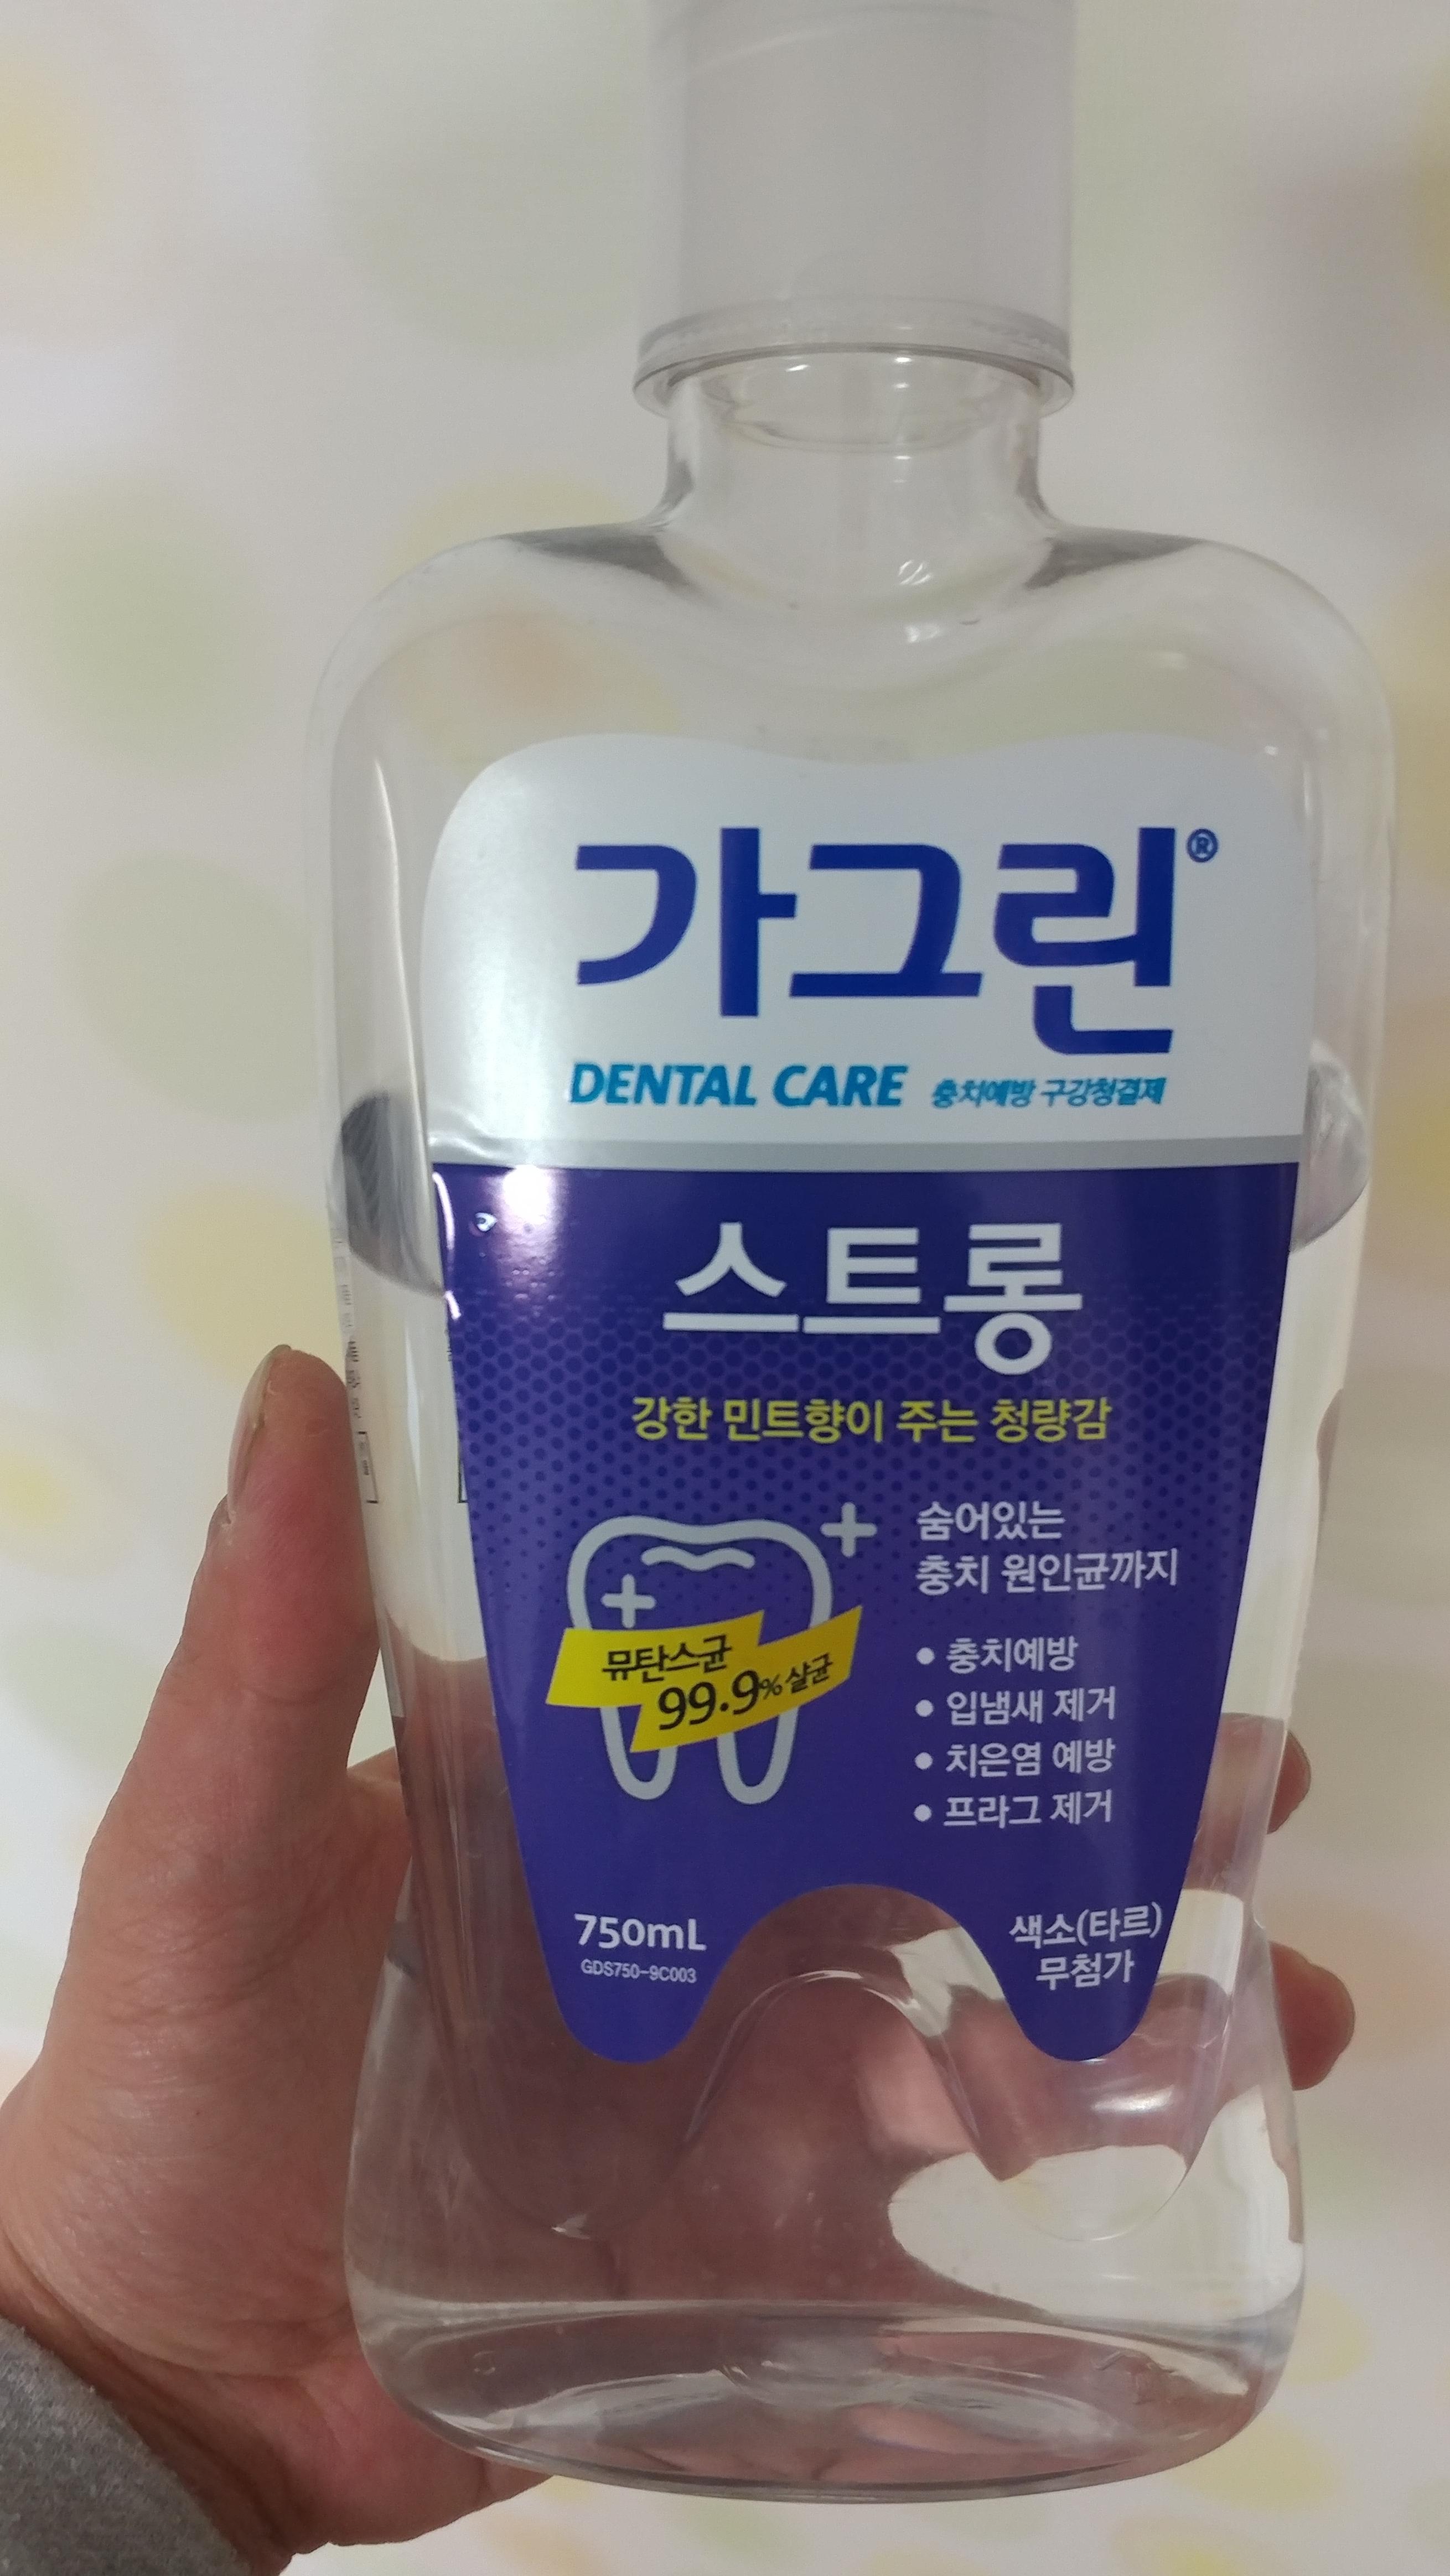 가그린®
DENTAL CARE 충치예방 구강청결제
스트롱
강한 민트향이 주는 청량감
숨어있는
충치 원인균까지
뮤탄스균
99.9% 살균
• 충치예방
• 입냄새 제거
• 치은염 예방
• 프라그 제거
750mL
GDS750-9C003
색소(타르)
무첨가